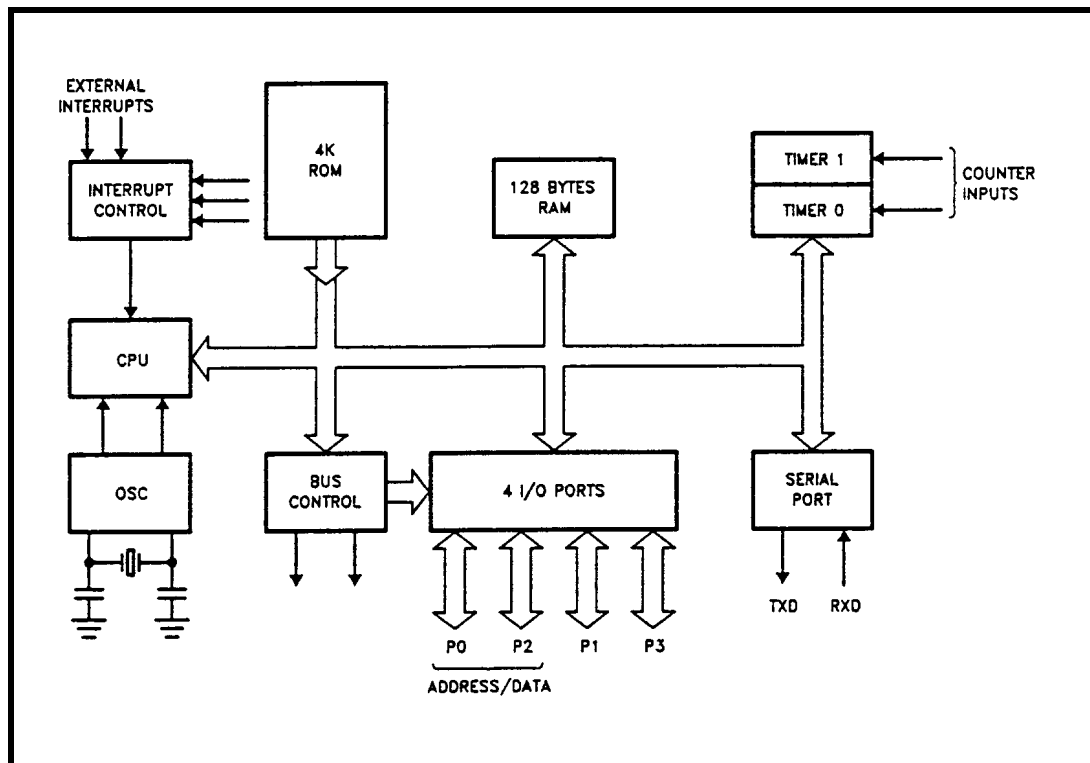 EXTERNAL
INTERRUPTS
INTERRUPT
CONTROL
4K
ROM
128 BYTES
RAM
TIMER 1
TIMER 0
COUNTER
INPUTS
CPU
OSC
BUS
CONTROL
4 I/O PORTS
SERIAL
PORT
TXD RXD
P0 P2 P1 P3
ADDRESS/DATA